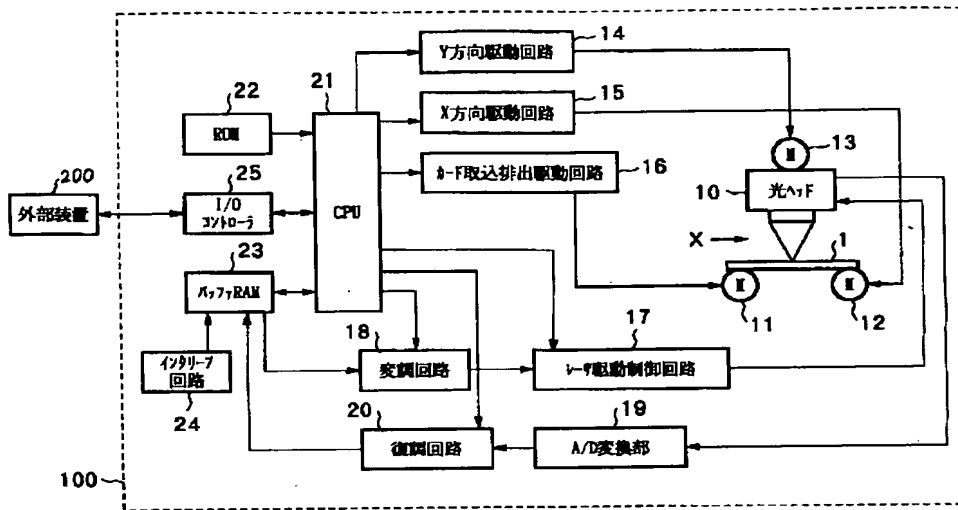 14
Y方向駆動回路
21
15
22
X方向駆動回路
ROM
13
M
16
カード取込排出駆動回路
10
光ヘッド
200
25
外部装置
I/O
コントローラ
CPU
X
1
23
M
M
バッファRAM
11
12
18
17
インタリーブ
回路
変調回路
レーザ駆動制御回路
24
20
19
復調回路
A/D変換部
100